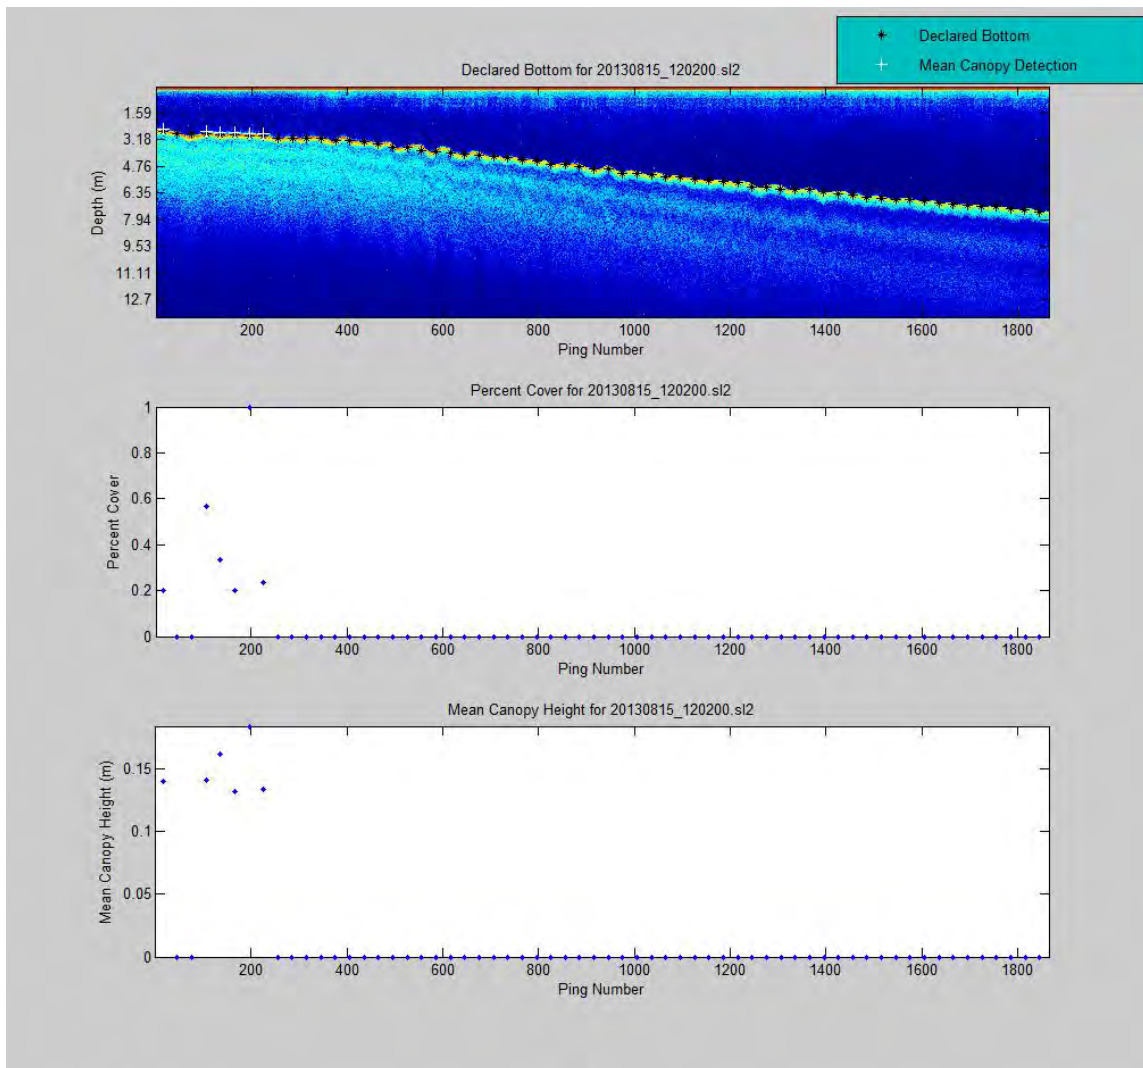 Declared Bottom
Mean Canopy Detection
Declared Bottom for 20130815_120200.sl2
Depth (m)
1.59
3.18
4.76
6.35
7.94
9.53
11.11
12.7
200 400 600 800 1000 1200 1400 1600 1800
Ping Number
Percent Cover for 20130815_120200.sl2
Percent Cover
1
0.8
0.6
0.4
0.2
0
200 400 600 800 1000 1200 1400 1600 1800
Ping Number
Mean Canopy Height for 20130815_120200.sl2
Mean Canopy Height (m)
0.15
0.1
0.05
0
200 400 600 800 1000 1200 1400 1600 1800
Ping Number